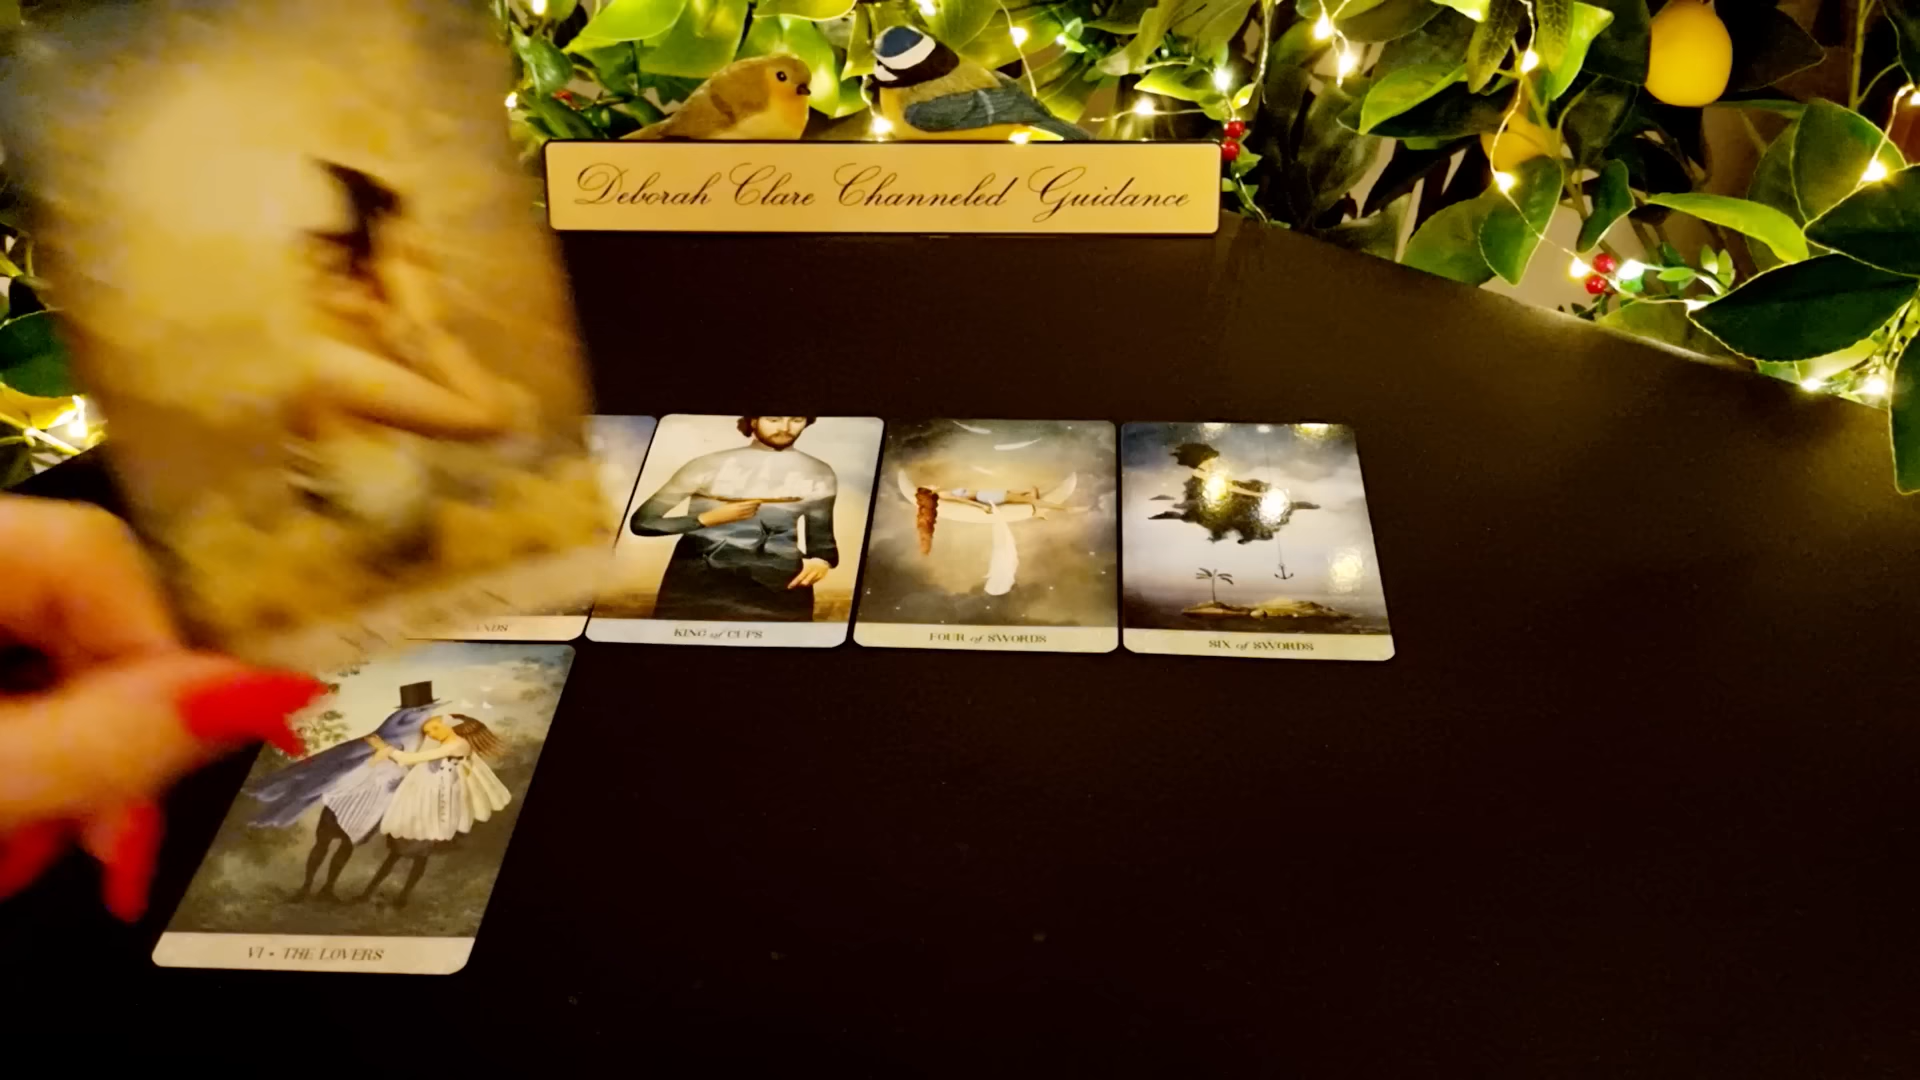 Deborah Clare Channeled Guidance
KING of CUPS
FOUR of SWORDS
SIX of SWORDS
VI • THE LOVERS